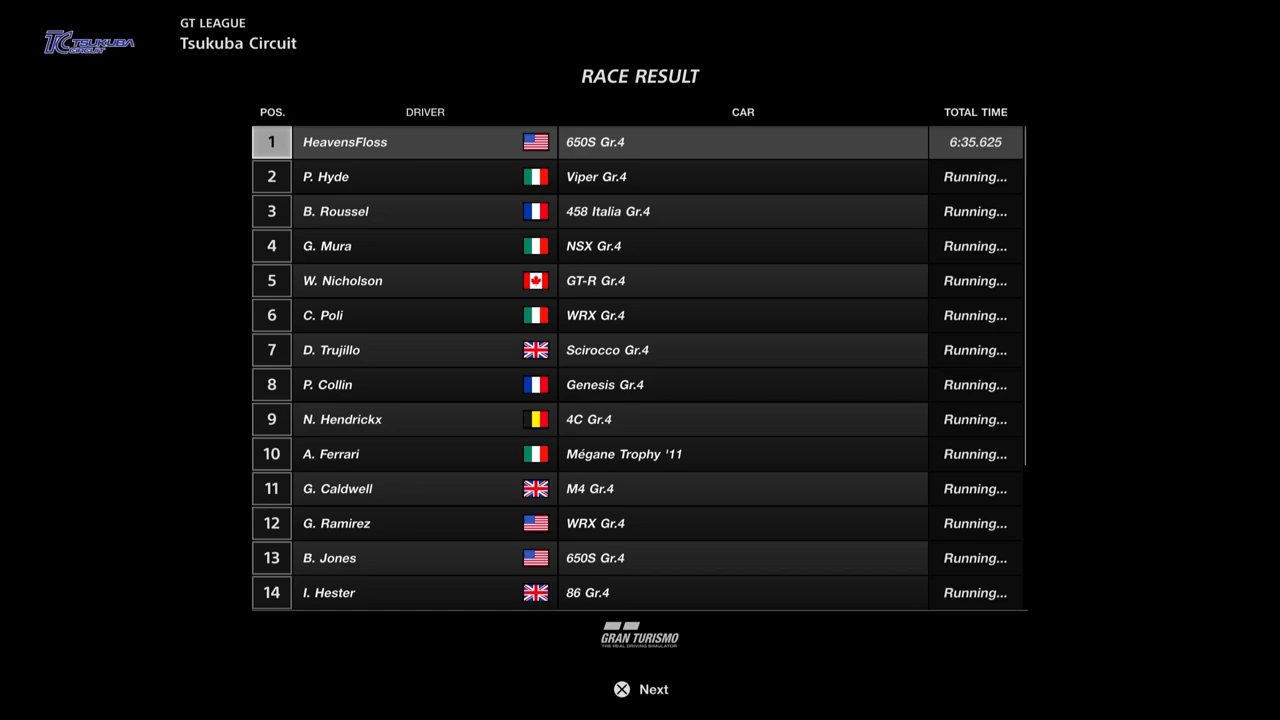 GT LEAGUE
Tsukuba Circuit
TC TSUKUBA
CIRCUIT
RACE RESULT
POS. DRIVER CAR TOTAL TIME
1 HeavensFloss 650S Gr.4 6:35.625
2 P. Hyde Viper Gr.4 Running...
3 B. Roussel 458 Italia Gr.4 Running...
4 G. Mura NSX Gr.4 Running...
5 W. Nicholson GT-R Gr.4 Running...
6 C. Poli WRX Gr.4 Running...
7 D. Trujillo Scirocco Gr.4 Running...
8 P. Collin Genesis Gr.4 Running...
9 N. Hendrickx 4C Gr.4 Running...
10 A. Ferrari Mégane Trophy '11 Running...
11 G. Caldwell M4 Gr.4 Running...
12 G. Ramirez WRX Gr.4 Running...
13 B. Jones 650S Gr.4 Running...
14 I. Hester 86 Gr.4 Running...
GRAN TURISMO
THE REAL DRIVING SIMULATOR
Next